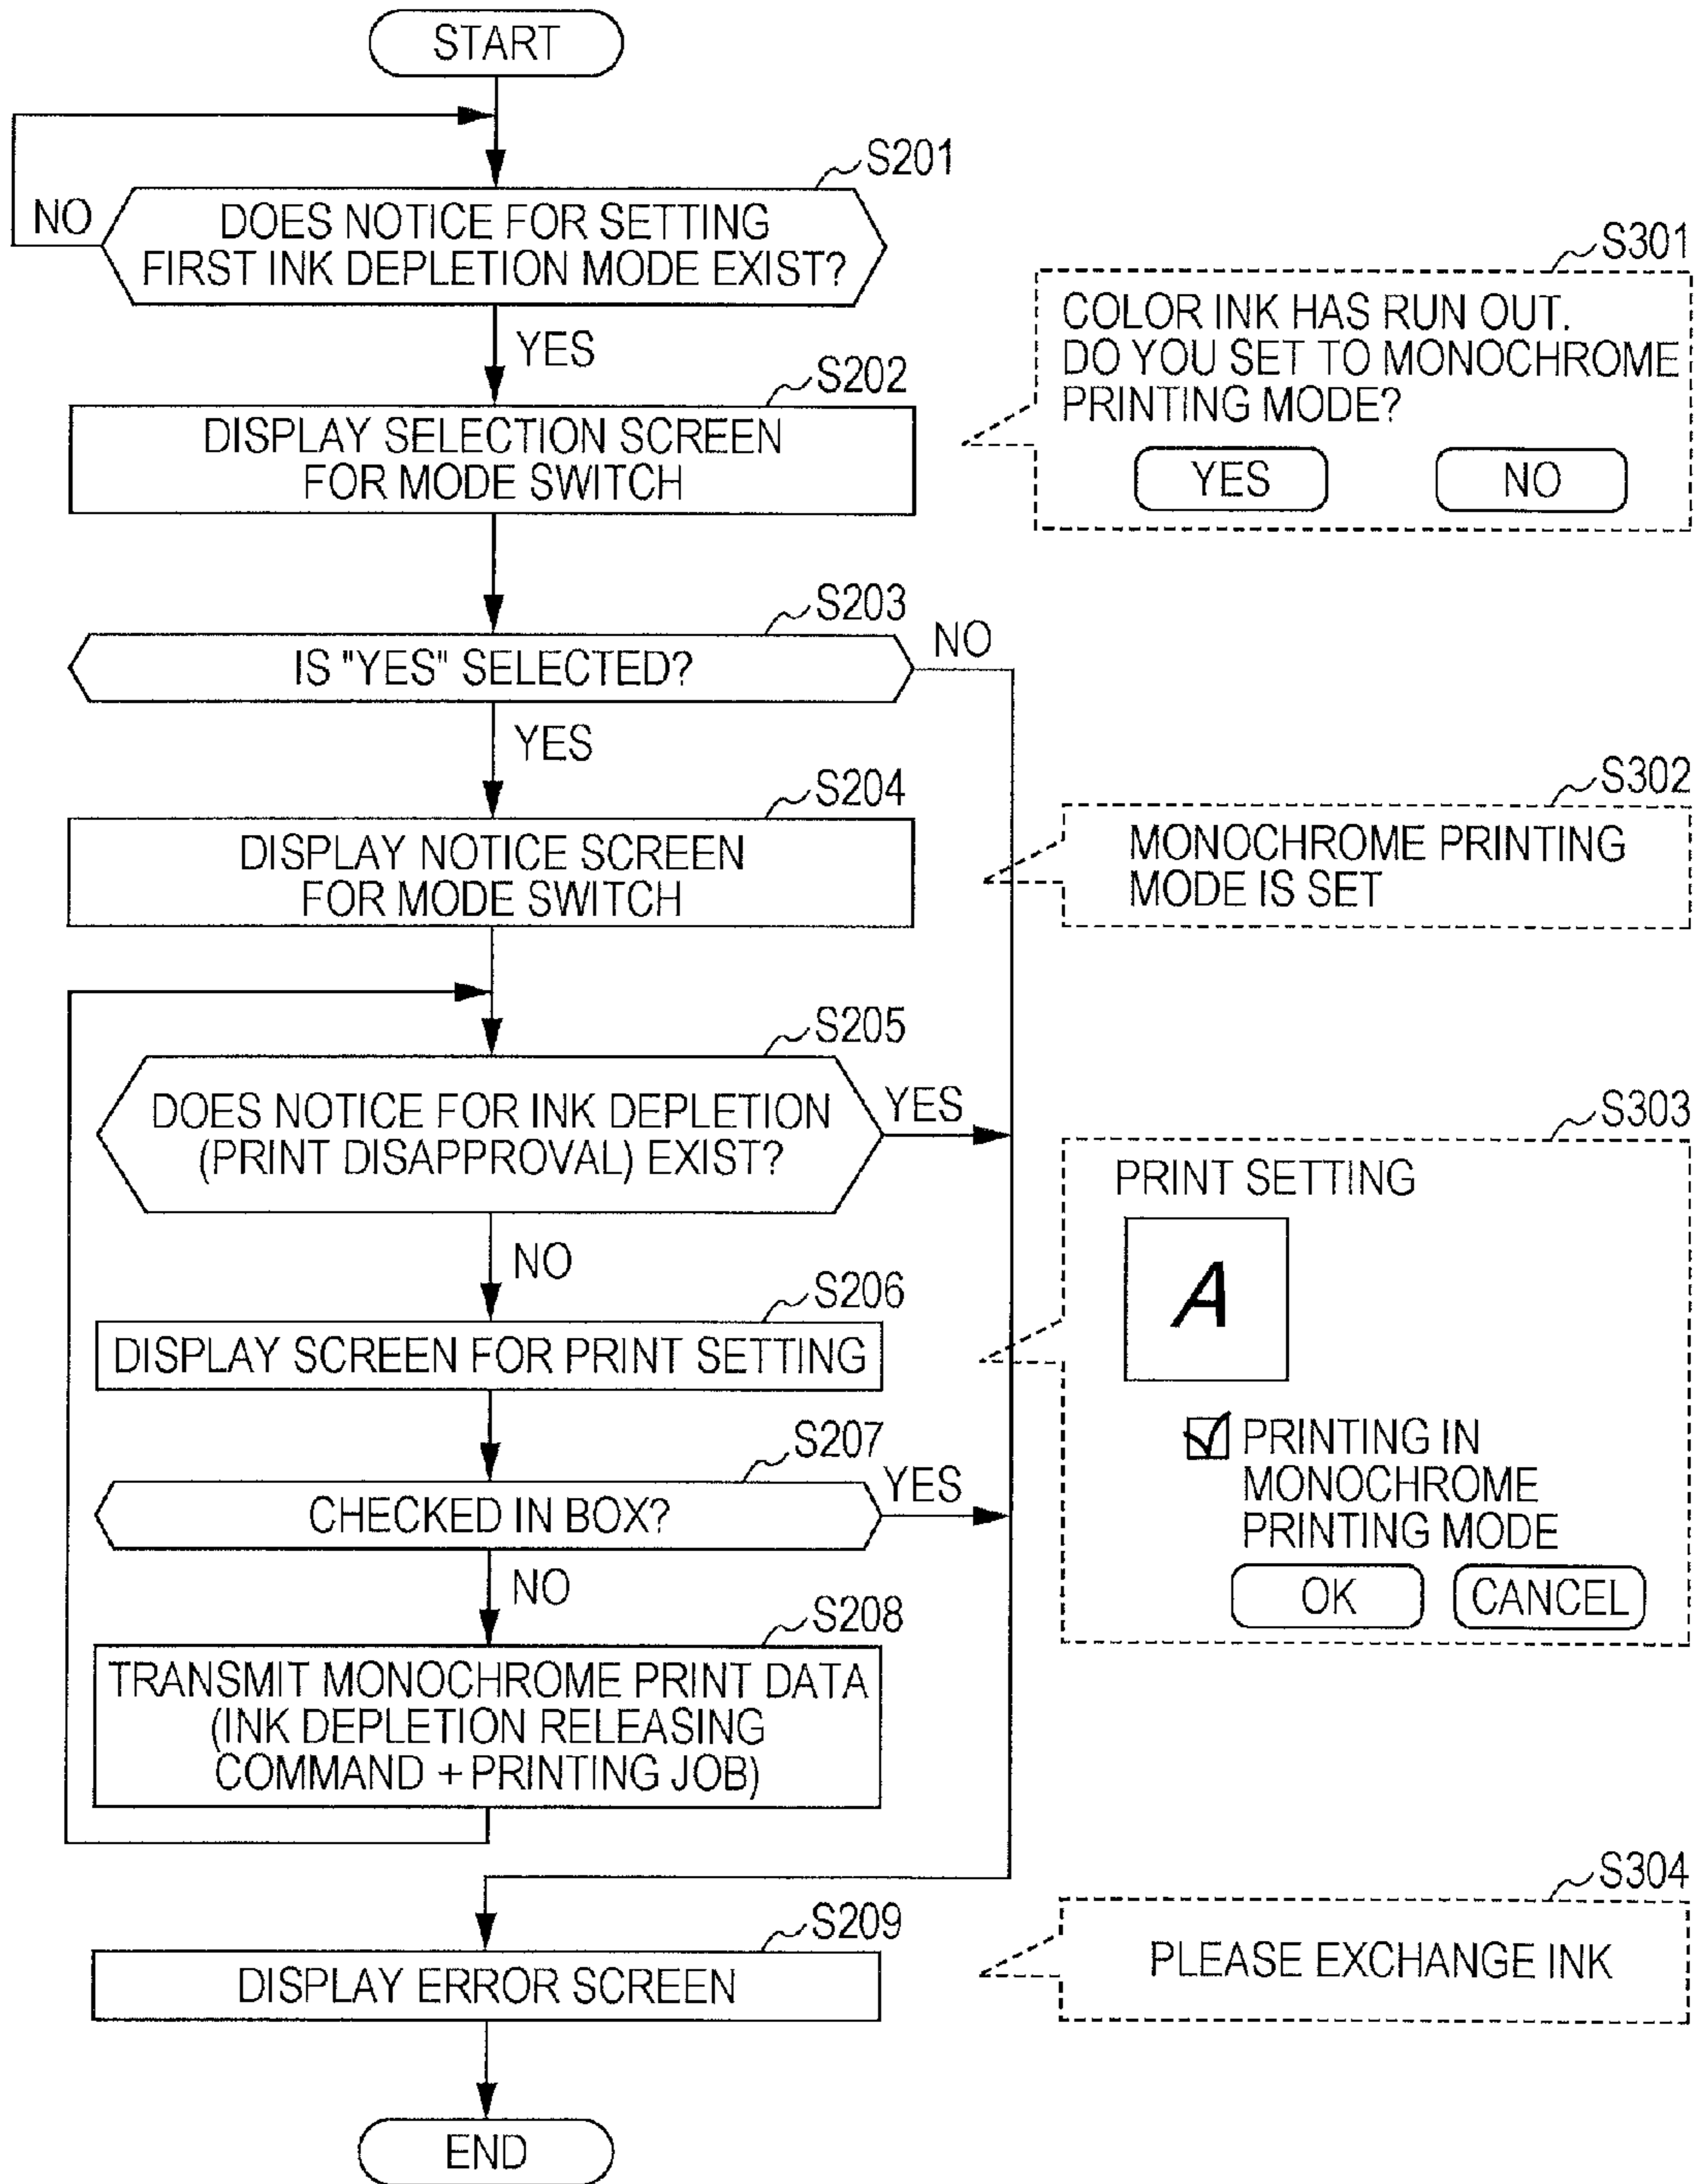 START
S201
NO
DOES NOTICE FOR SETTING
FIRST INK DEPLETION MODE EXIST?
YES
S301
COLOR INK HAS RUN OUT.
DO YOU SET TO MONOCHROME
PRINTING MODE?
YES
NO
S202
DISPLAY SELECTION SCREEN
FOR MODE SWITCH
S203
IS "YES" SELECTED?
NO
YES
S204
DISPLAY NOTICE SCREEN
FOR MODE SWITCH
S302
MONOCHROME PRINTING
MODE IS SET
S205
DOES NOTICE FOR INK DEPLETION
(PRINT DISAPPROVAL) EXIST?
YES
NO
S303
PRINT SETTING
A
PRINTING IN
MONOCHROME
PRINTING MODE
OK
CANCEL
S206
DISPLAY SCREEN FOR PRINT SETTING
S207
CHECKED IN BOX?
YES
NO
S208
TRANSMIT MONOCHROME PRINT DATA
(INK DEPLETION RELEASING
COMMAND + PRINTING JOB)
S209
DISPLAY ERROR SCREEN
S304
PLEASE EXCHANGE INK
END